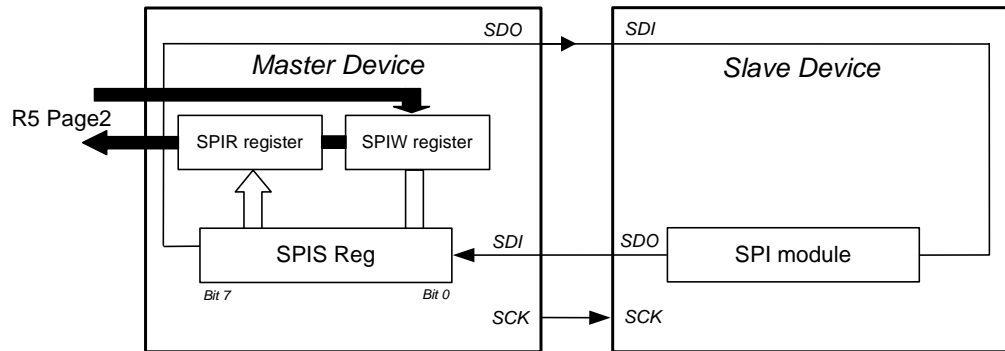 SDO
SDI
Master Device
Slave Device
R5 Page2
SPIR register
SPIW register
SDI
SDO
SPIS Reg
SPI module
Bit 7
Bit 0
SCK
SCK